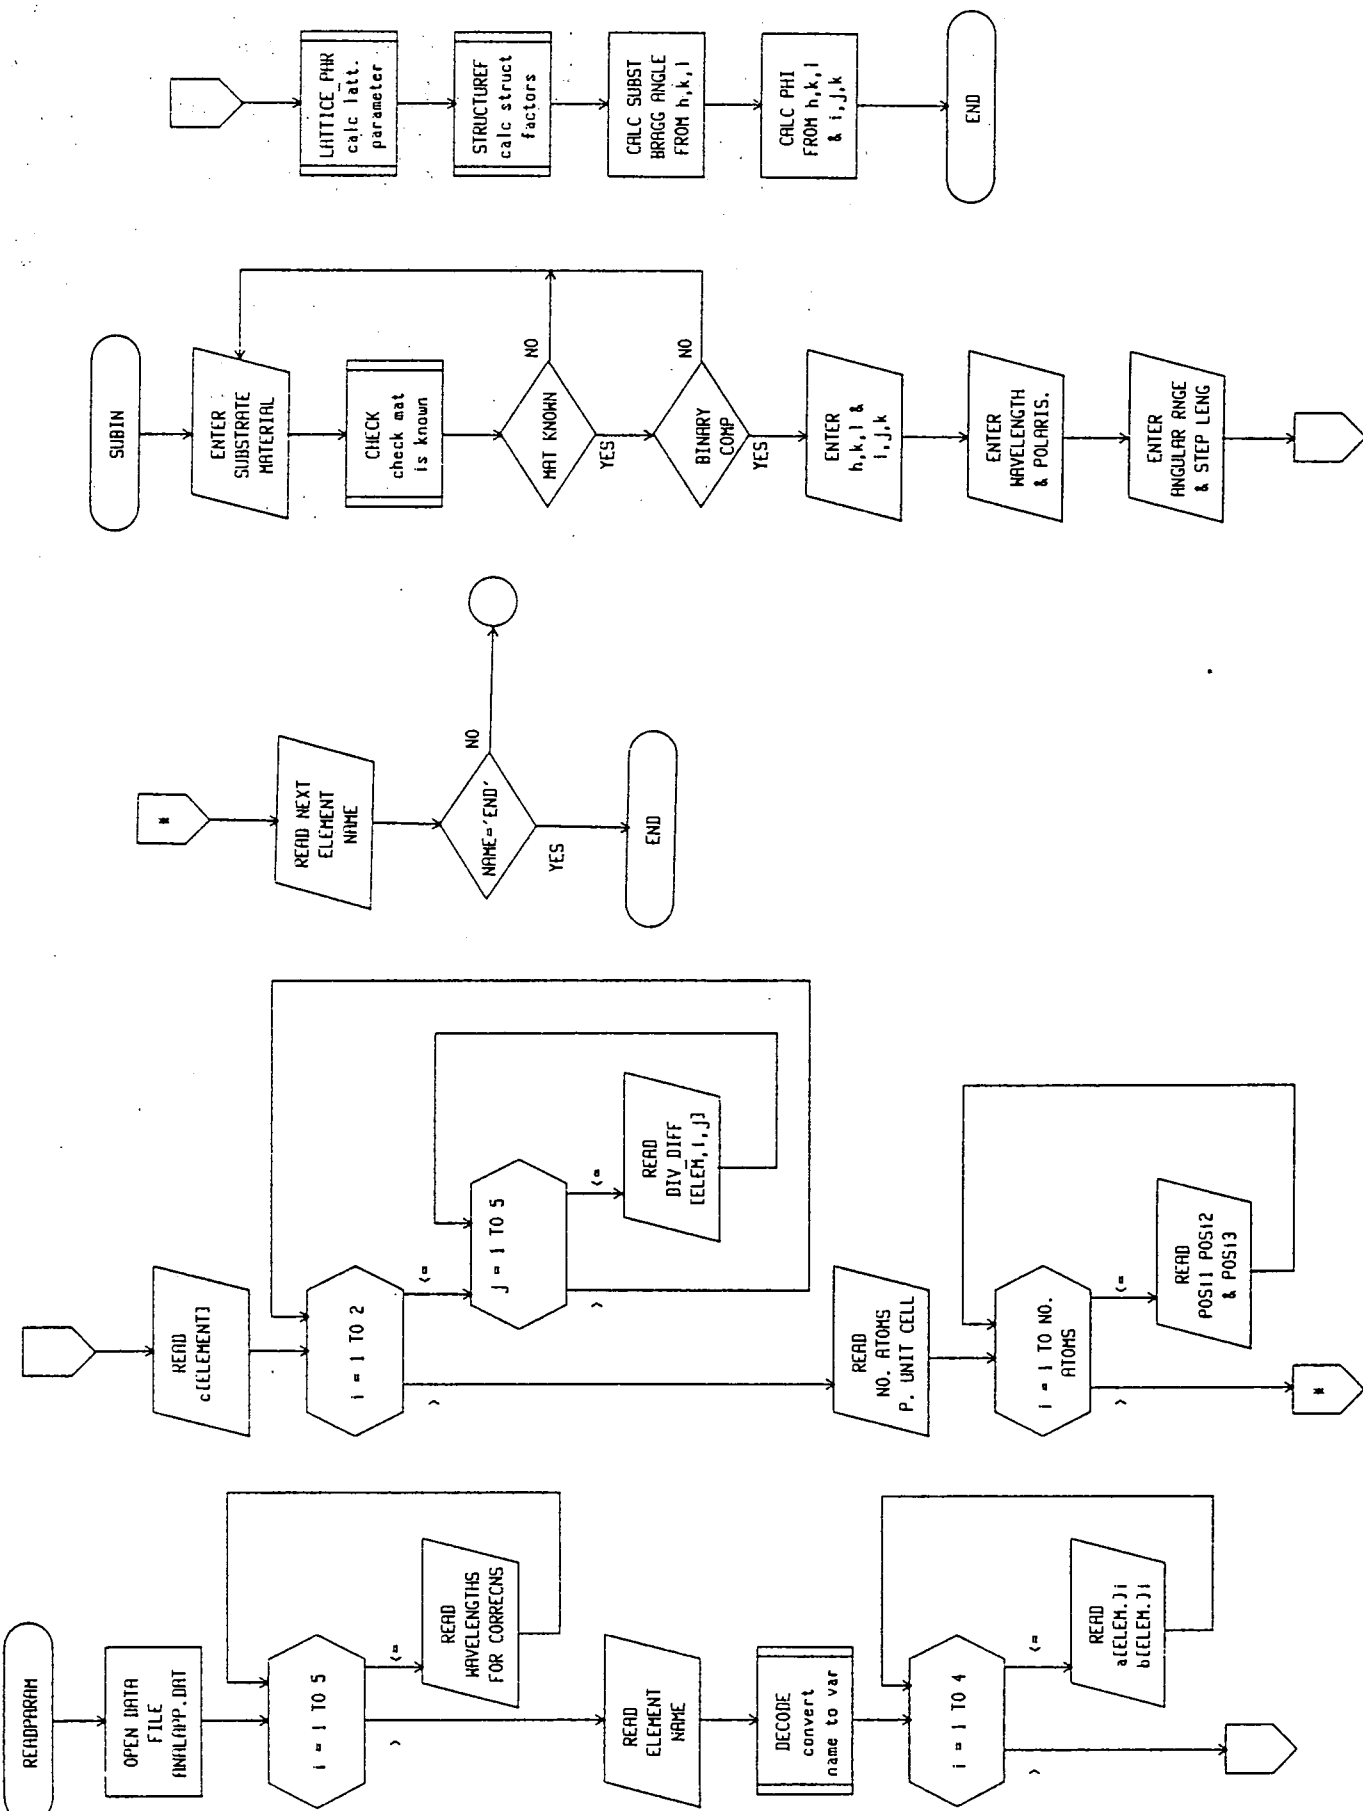 READPARAM
OPEN DATA
FILE
ANALAPP.DAT
i = 1 TO 5
<=
>
READ
WAVELENGTHS
FOR CORRECNS
READ
ELEMENT
NAME
DECODE
convert
name to var
i = 1 TO 4
<=
>
READ
a[ELEM.]i
b[ELEM.]i
READ
c[ELEMENT]
i = 1 TO 2
<=
>
j = 1 TO 5
<=
>
READ
DIV_DIFF
[ELEM,i,j]
READ
NO. ATOMS
P. UNIT CELL
i = 1 TO NO.
ATOMS
<=
>
READ
POSi1 POSi2
& POSi3
*
*
READ NEXT
ELEMENT
NAME
NAME='END'
NO
YES
END
SUBIN
ENTER
SUBSTRATE
MATERIAL
CHECK
check mat
is known
MAT KNOWN
NO
YES
BINARY
COMP
NO
YES
ENTER
h,k,l &
i,j,k
ENTER
WAVELENGTH
& POLARIS.
ENTER
ANGULAR RNGE
& STEP LENG
LATTICE_PAR
calc latt.
parameter
STRUCTUREF
calc struct
factors
CALC SUBST
BRAGG ANGLE
FROM h,k,l
CALC PHI
FROM h,k,l
& i,j,k
END